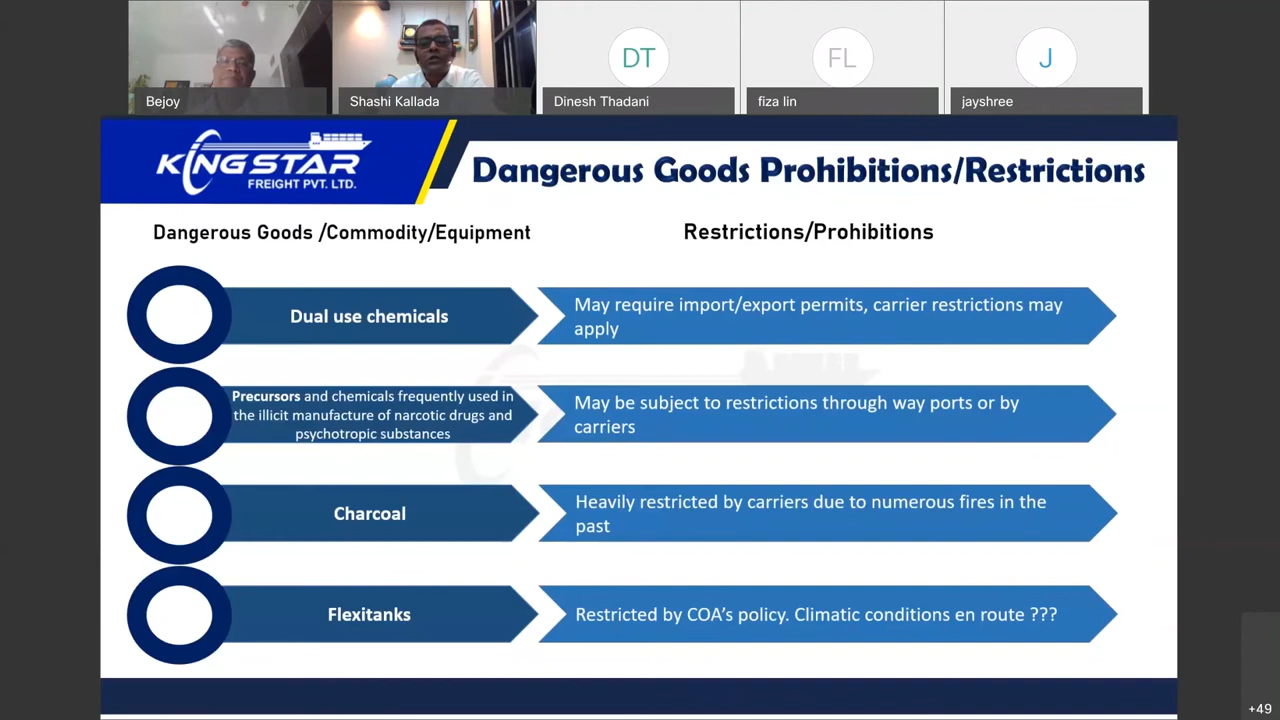 Bejoy
Shashi Kallada
DT
Dinesh Thadani
FL
fiza lin
J
jayshree
KINGSTAR
FREIGHT PVT. LTD.
Dangerous Goods Prohibitions/Restrictions
Dangerous Goods /Commodity/Equipment
Restrictions/Prohibitions
Dual use chemicals
May require import/export permits, carrier restrictions may
apply
Precursors and chemicals frequently used in
the illicit manufacture of narcotic drugs and
psychotropic substances
May be subject to restrictions through way ports or by
carriers
Charcoal
Heavily restricted by carriers due to numerous fires in the
past
Flexitanks
Restricted by COA's policy. Climatic conditions en route ???
+49